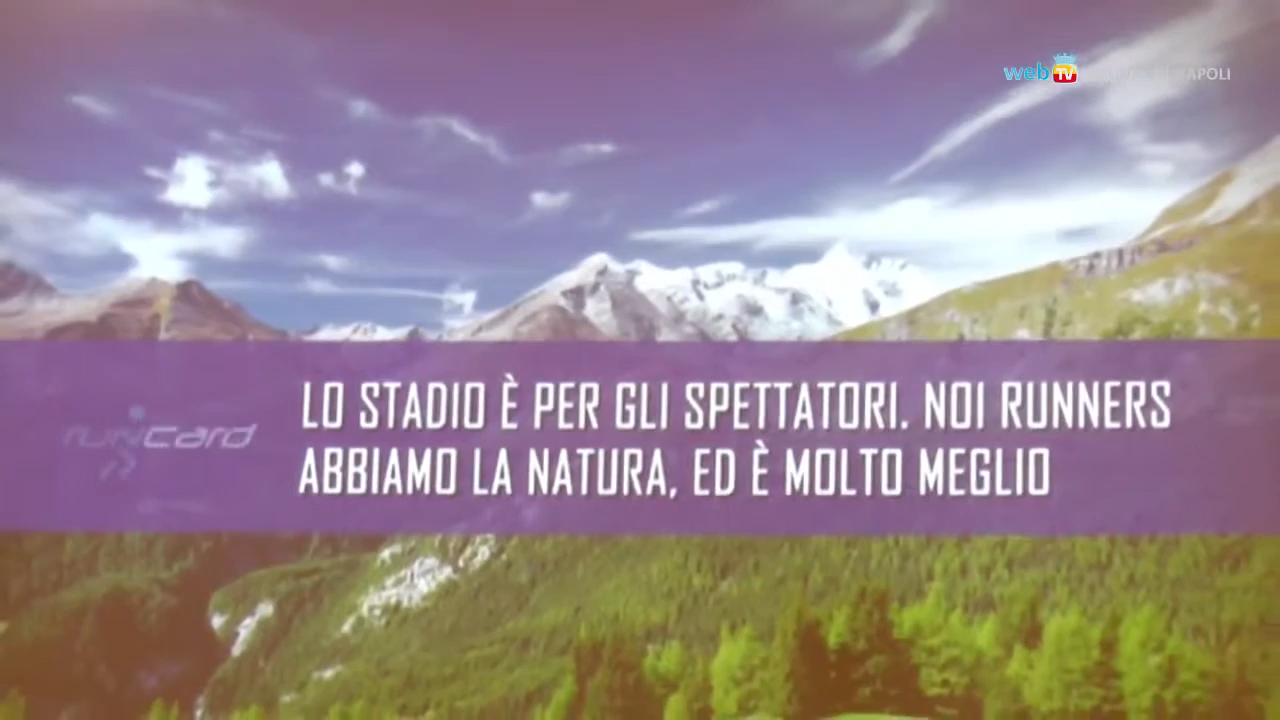 web TV
LO STADIO È PER GLI SPETTATORI. NOI RUNNERS
ABBIAMO LA NATURA, ED È MOLTO MEGLIO
runcard